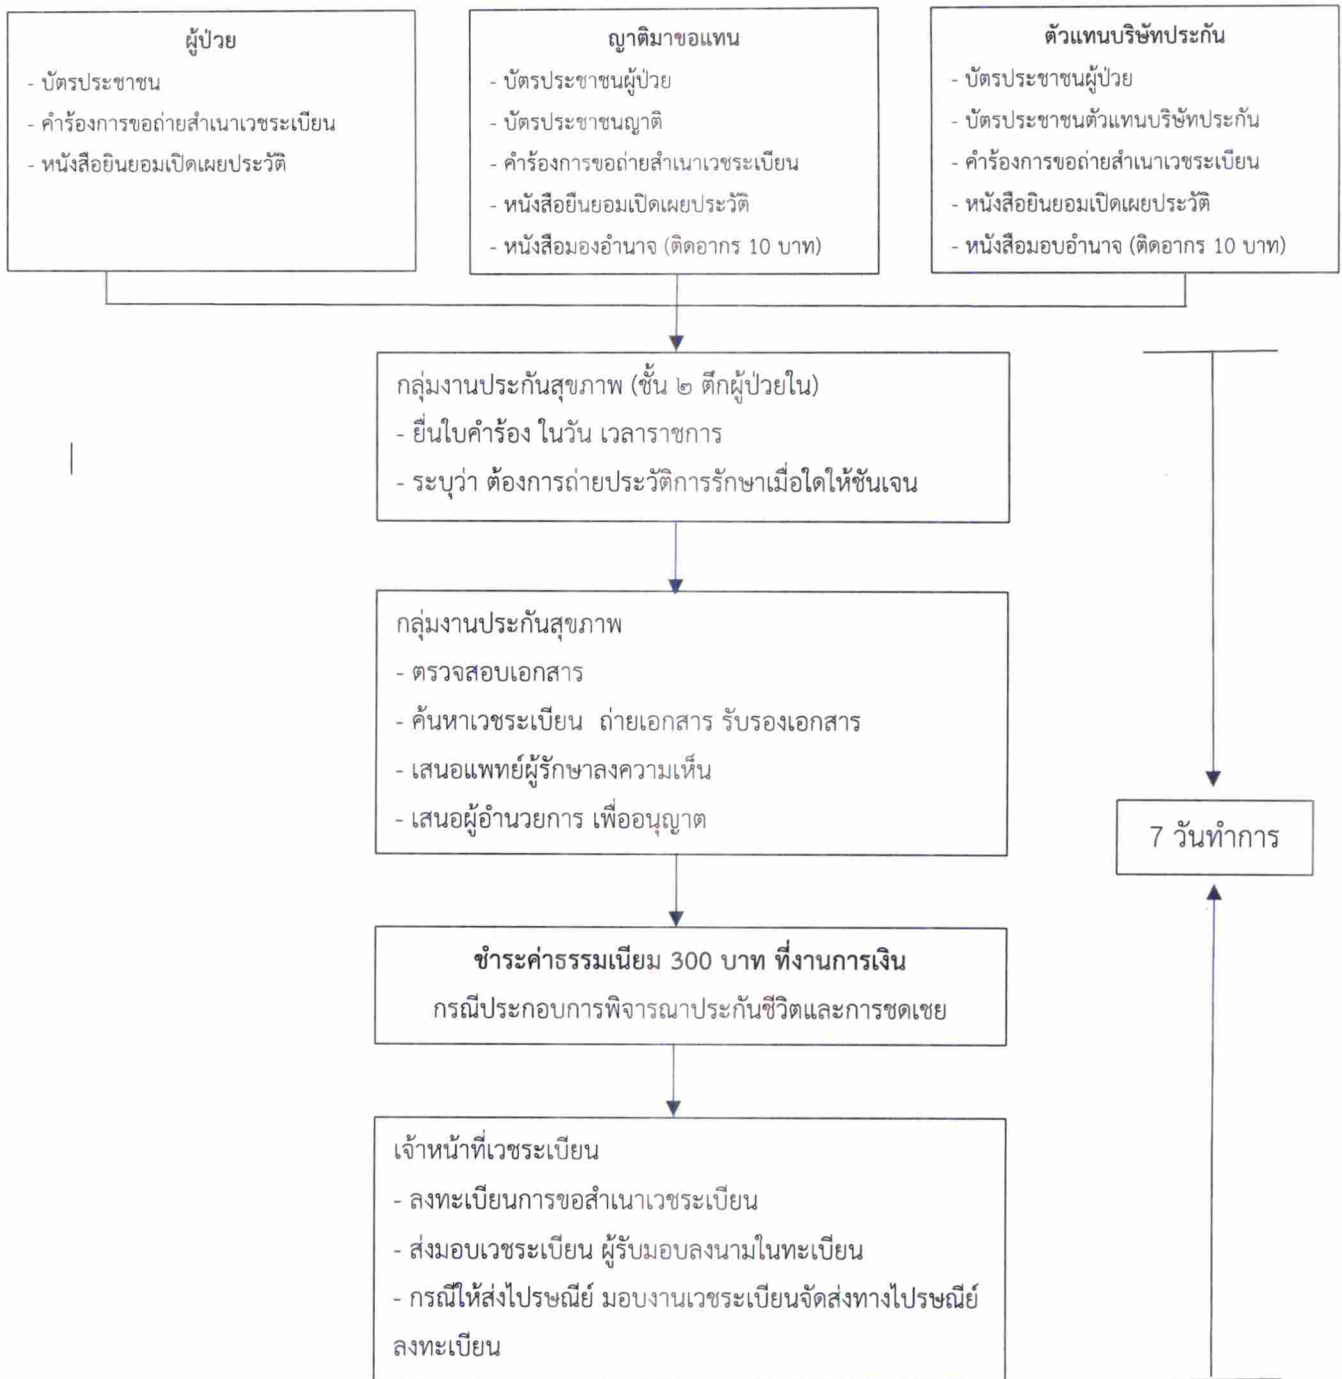 ผู้ป่วย
- บัตรประชาชน
- คำร้องการขอถ่ายสำเนาเวชระเบียน
- หนังสือยินยอมเปิดเผยประวัติ
ญาติมาขอแทน
- บัตรประชาชนผู้ป่วย
- บัตรประชาชนญาติ
- คำร้องการขอถ่ายสำเนาเวชระเบียน
- หนังสือยืนยอมเปิดเผยประวัติ
- หนังสือมองอำนาจ (ติดอากร 10 บาท)
ตัวแทนบริษัทประกัน
- บัตรประชาชนผู้ป่วย
- บัตรประชาชนตัวแทนบริษัทประกัน
- คำร้องการขอถ่ายสำเนาเวชระเบียน
- หนังสือยินยอมเปิดเผยประวัติ
- หนังสือมอบอำนาจ (ติดอากร 10 บาท)
กลุ่มงานประกันสุขภาพ (ชั้น ๒ ตึกผู้ป่วยใน)
- ยื่นใบคำร้อง ในวัน เวลาราชการ
- ระบุว่า ต้องการถ่ายประวัติการรักษาเมื่อใดให้ชันเจน
กลุ่มงานประกันสุขภาพ
- ตรวจสอบเอกสาร
- ค้นหาเวชระเบียน ถ่ายเอกสาร รับรองเอกสาร
- เสนอแพทย์ผู้รักษาลงความเห็น
- เสนอผู้อำนวยการ เพื่ออนุญาต
7 วันทำการ
ชำระค่าธรรมเนียม 300 บาท ที่งานการเงิน
กรณีประกอบการพิจารณาประกันชีวิตและการชดเชย
เจ้าหน้าที่เวชระเบียน
- ลงทะเบียนการขอสำเนาเวชระเบียน
- ส่งมอบเวชระเบียน ผู้รับมอบลงนามในทะเบียน
- กรณีให้ส่งไปรษณีย์ มอบงานเวชระเบียนจัดส่งทางไปรษณีย์
ลงทะเบียน